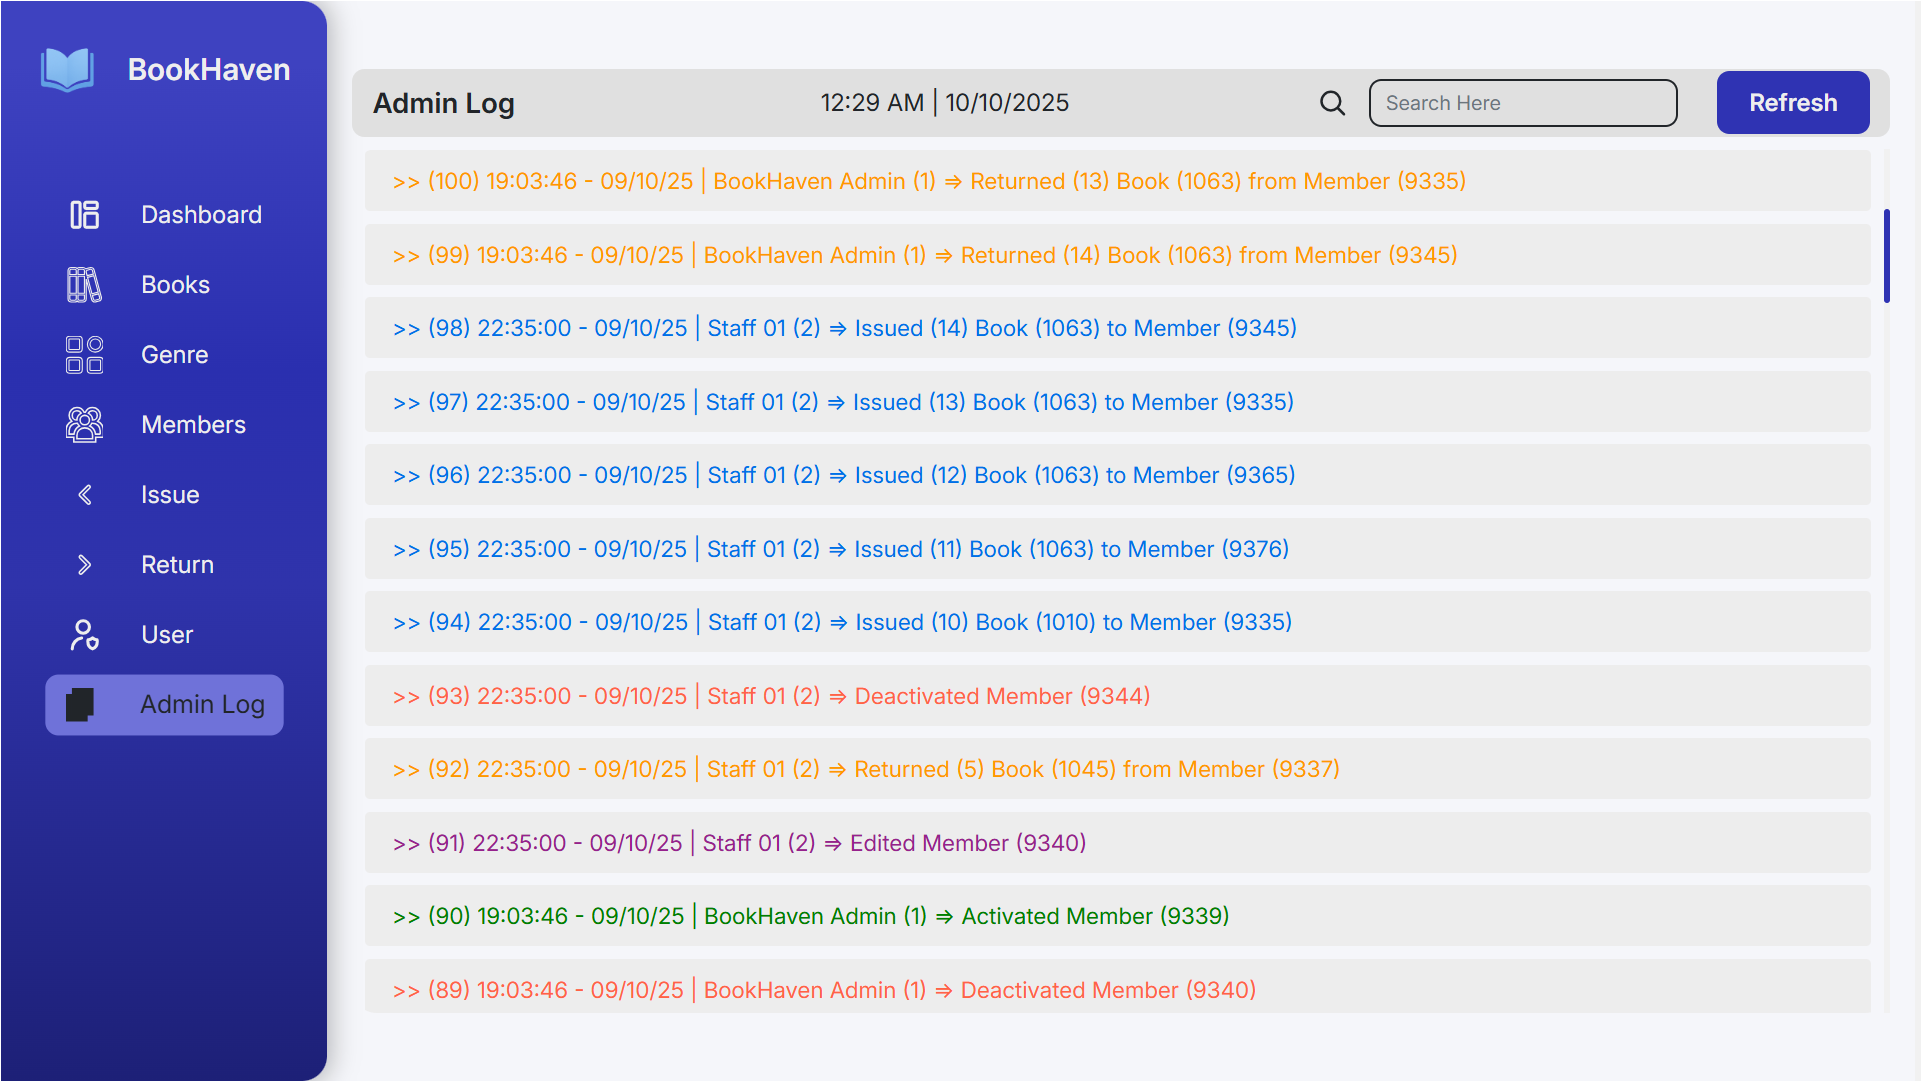 BookHaven
Dashboard
Books
Genre
Members
Issue
Return
User
Admin Log
Admin Log
12:29 AM | 10/10/2025
Search Here
Refresh
>> (100) 19:03:46 - 09/10/25 | BookHaven Admin (1) ⇒ Returned (13) Book (1063) from Member (9335)
>> (99) 19:03:46 - 09/10/25 | BookHaven Admin (1) ⇒ Returned (14) Book (1063) from Member (9345)
>> (98) 22:35:00 - 09/10/25 | Staff 01 (2) ⇒ Issued (14) Book (1063) to Member (9345)
>> (97) 22:35:00 - 09/10/25 | Staff 01 (2) ⇒ Issued (13) Book (1063) to Member (9335)
>> (96) 22:35:00 - 09/10/25 | Staff 01 (2) ⇒ Issued (12) Book (1063) to Member (9365)
>> (95) 22:35:00 - 09/10/25 | Staff 01 (2) ⇒ Issued (11) Book (1063) to Member (9376)
>> (94) 22:35:00 - 09/10/25 | Staff 01 (2) ⇒ Issued (10) Book (1010) to Member (9335)
>> (93) 22:35:00 - 09/10/25 | Staff 01 (2) ⇒ Deactivated Member (9344)
>> (92) 22:35:00 - 09/10/25 | Staff 01 (2) ⇒ Returned (5) Book (1045) from Member (9337)
>> (91) 22:35:00 - 09/10/25 | Staff 01 (2) ⇒ Edited Member (9340)
>> (90) 19:03:46 - 09/10/25 | BookHaven Admin (1) ⇒ Activated Member (9339)
>> (89) 19:03:46 - 09/10/25 | BookHaven Admin (1) ⇒ Deactivated Member (9340)